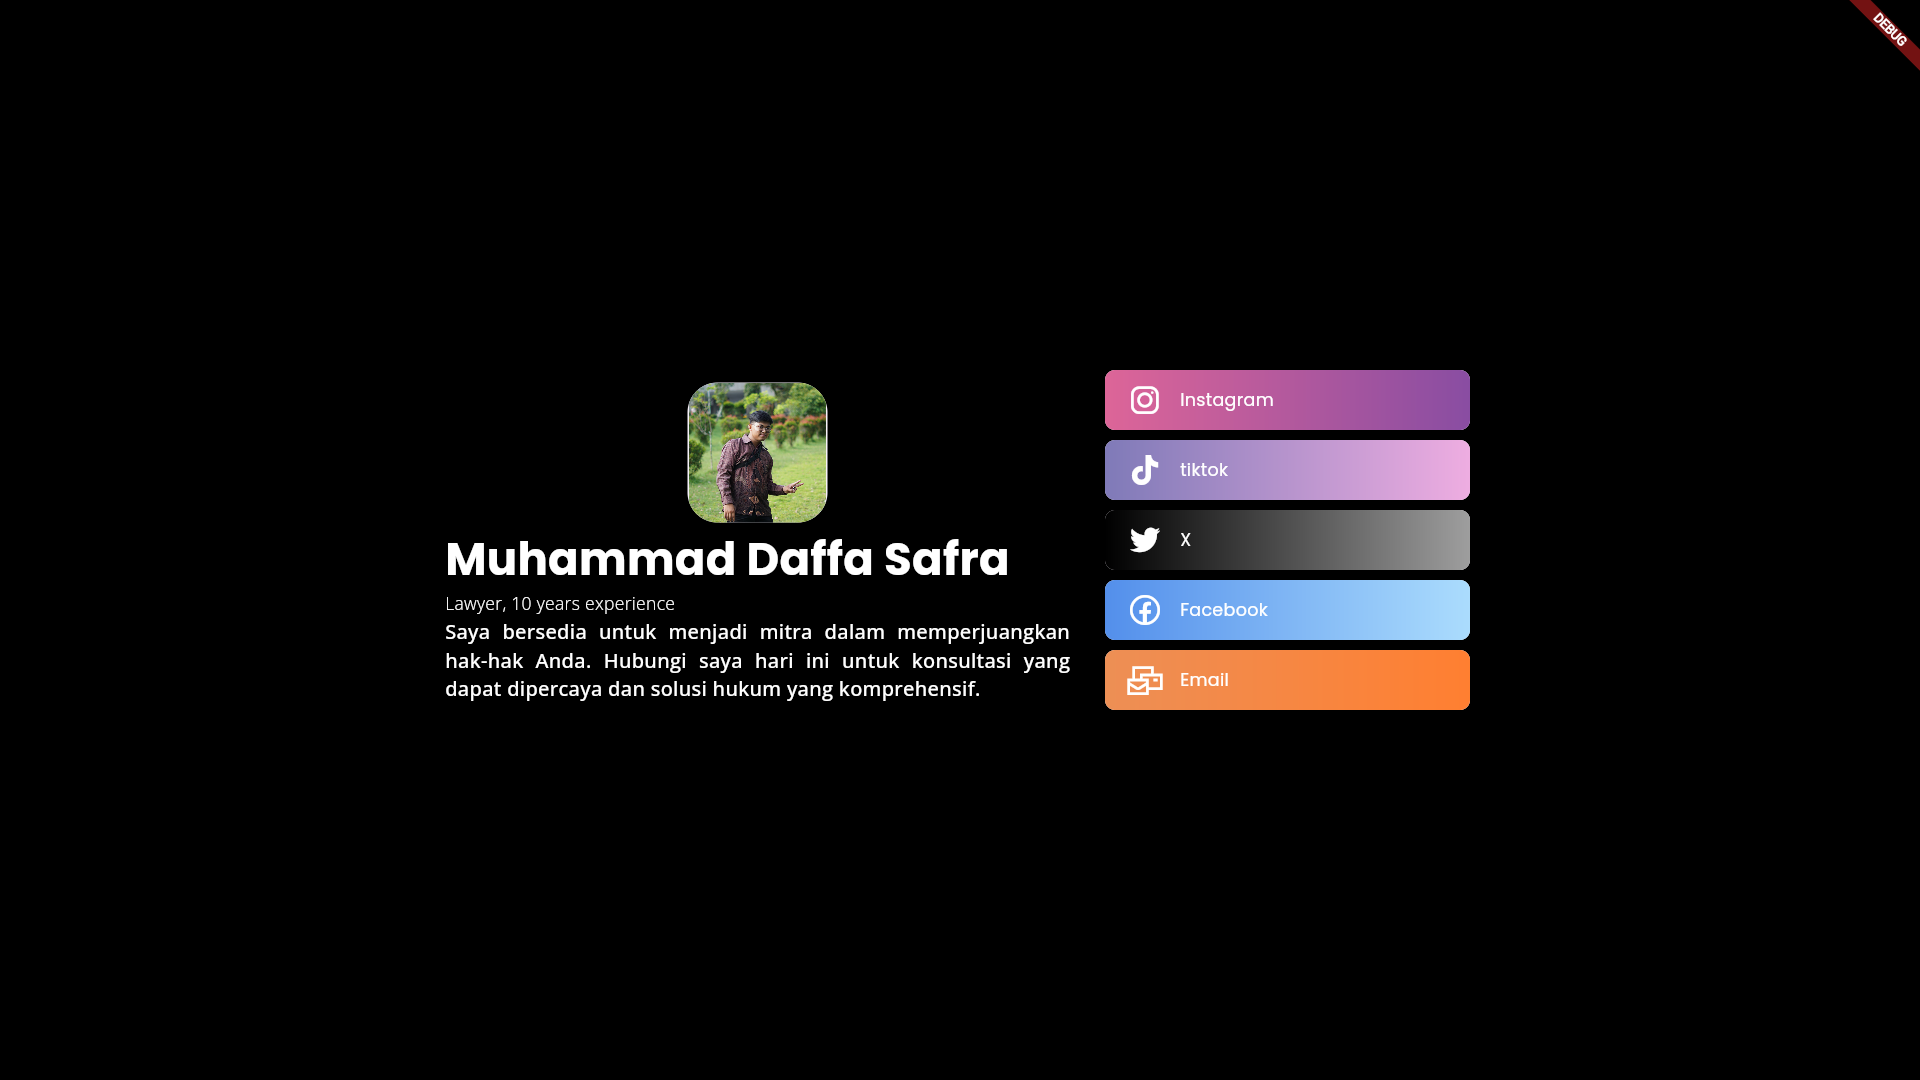 DEBUG
Muhammad Daffa Safra
Lawyer, 10 years experience
Saya bersedia untuk menjadi mitra dalam memperjuangkan
hak-hak Anda. Hubungi saya hari ini untuk konsultasi yang
dapat dipercaya dan solusi hukum yang komprehensif.
Instagram
tiktok
X
Facebook
Email